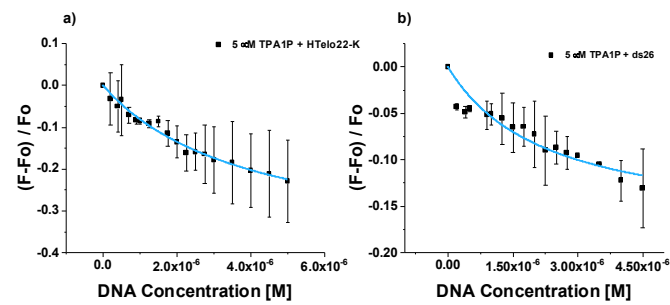 a)
5 ∝M TPA1P + HTelo22-K
0.1
0.0
-0.1
-0.2
-0.3
-0.4
(F-Fo) / Fo
0.0
2.0x10⁻⁶
4.0x10⁻⁶
6.0x10⁻⁶
DNA Concentration [M]
b)
5 ∝M TPA1P + ds26
0.00
-0.05
-0.10
-0.15
-0.20
(F-Fo) / Fo
0.00
1.50x10⁻⁶
3.00x10⁻⁶
4.50x10⁻⁶
DNA Concentration [M]